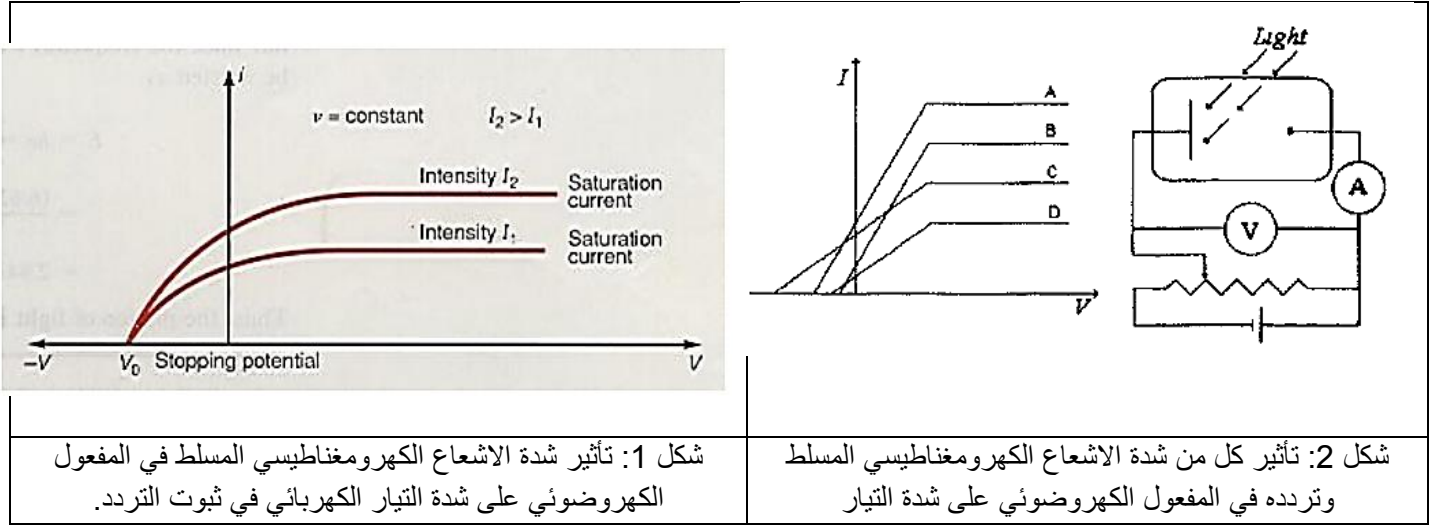 i
ν = constant I₂ > I₁
Intensity I₂
Saturation
current
Intensity I₁
Saturation
current
–V V₀ Stopping potential V
Light
I
A
B
C
D
V
A
V
شكل 1: تأثير شدة الاشعاع الكهرومغناطيسي المسلط في المفعول
الكهروضوئي على شدة التيار الكهربائي في ثبوت التردد.
شكل 2: تأثير كل من شدة الاشعاع الكهرومغناطيسي المسلط
وتردده في المفعول الكهروضوئي على شدة التيار